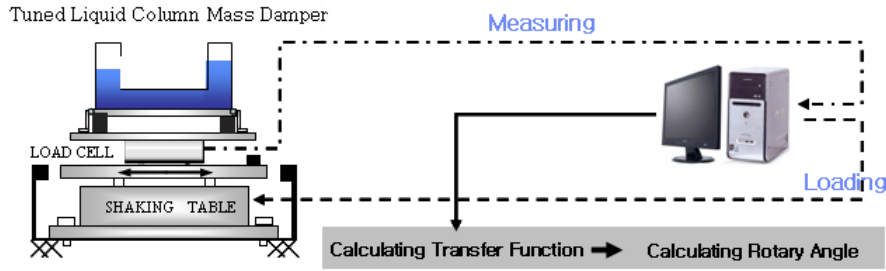 Tuned Liquid Column Mass Damper
Measuring
LOAD CELL
Loading
SHAKING TABLE
Calculating Transfer Function → Calculating Rotary Angle